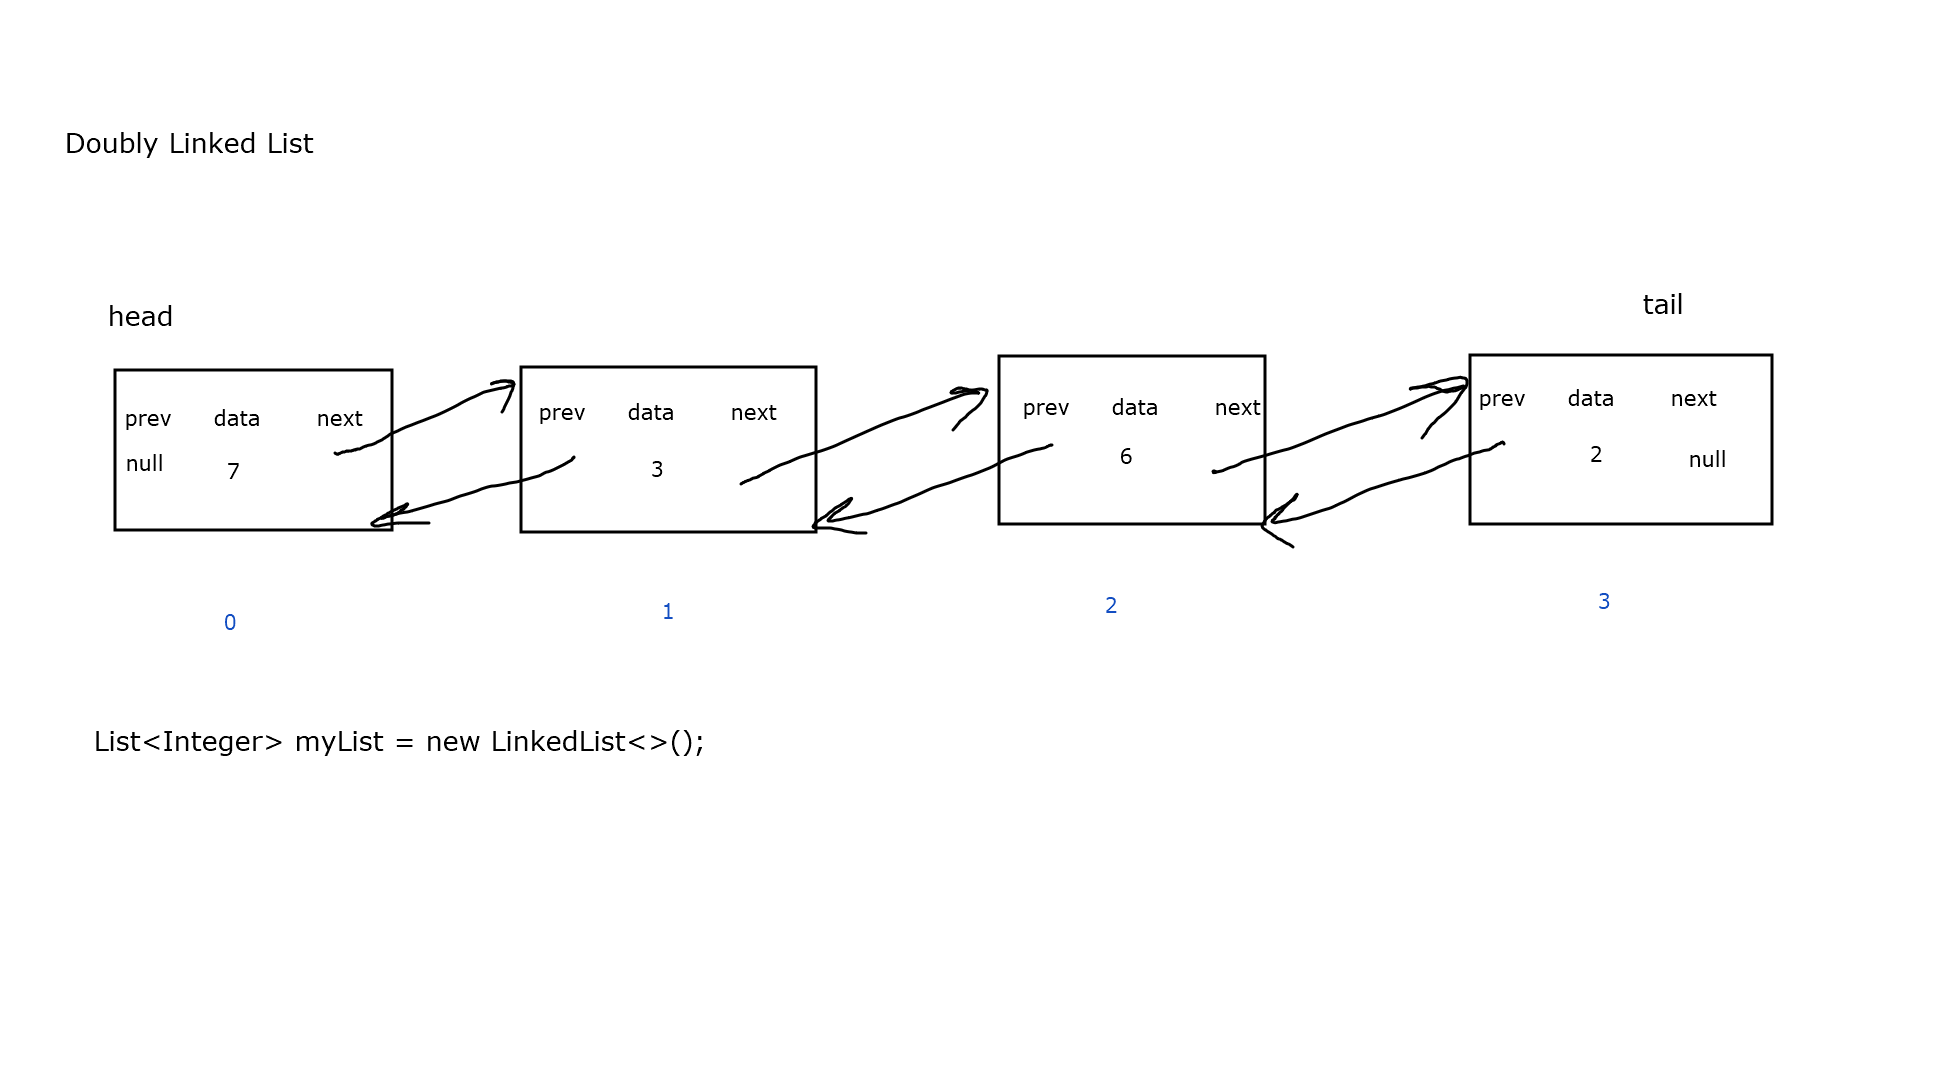 Doubly Linked List
head
tail
prev data next
null 7
prev data next
3
prev data next
6
prev data next
2 null
0
1
2
3
List<Integer> myList = new LinkedList<>();